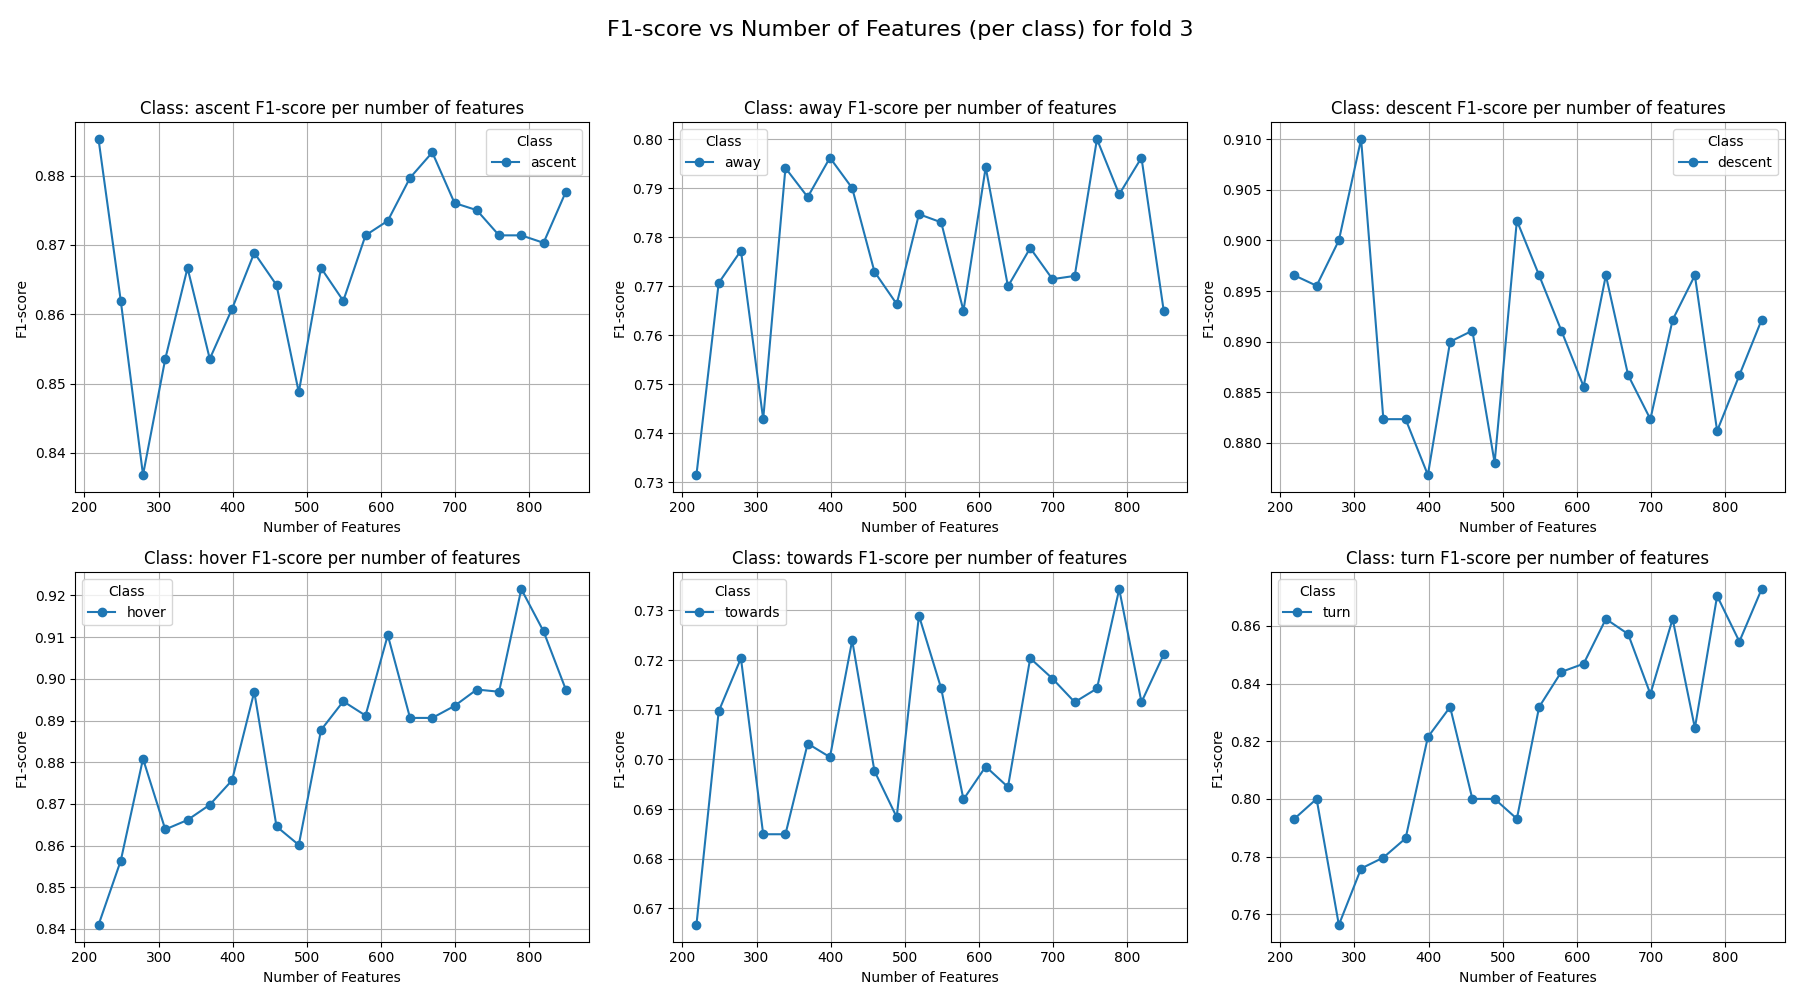 F1-score vs Number of Features (per class) for fold 3
Class: ascent F1-score per number of features
Class
ascent
F1-score
0.88
0.87
0.86
0.85
0.84
200 300 400 500 600 700 800
Number of Features
Class: away F1-score per number of features
Class
away
F1-score
0.80
0.79
0.78
0.77
0.76
0.75
0.74
0.73
200 300 400 500 600 700 800
Number of Features
Class: descent F1-score per number of features
Class
descent
F1-score
0.910
0.905
0.900
0.895
0.890
0.885
0.880
200 300 400 500 600 700 800
Number of Features
Class: hover F1-score per number of features
Class
hover
F1-score
0.92
0.91
0.90
0.89
0.88
0.87
0.86
0.85
0.84
200 300 400 500 600 700 800
Number of Features
Class: towards F1-score per number of features
Class
towards
F1-score
0.73
0.72
0.71
0.70
0.69
0.68
0.67
200 300 400 500 600 700 800
Number of Features
Class: turn F1-score per number of features
Class
turn
F1-score
0.86
0.84
0.82
0.80
0.78
0.76
200 300 400 500 600 700 800
Number of Features